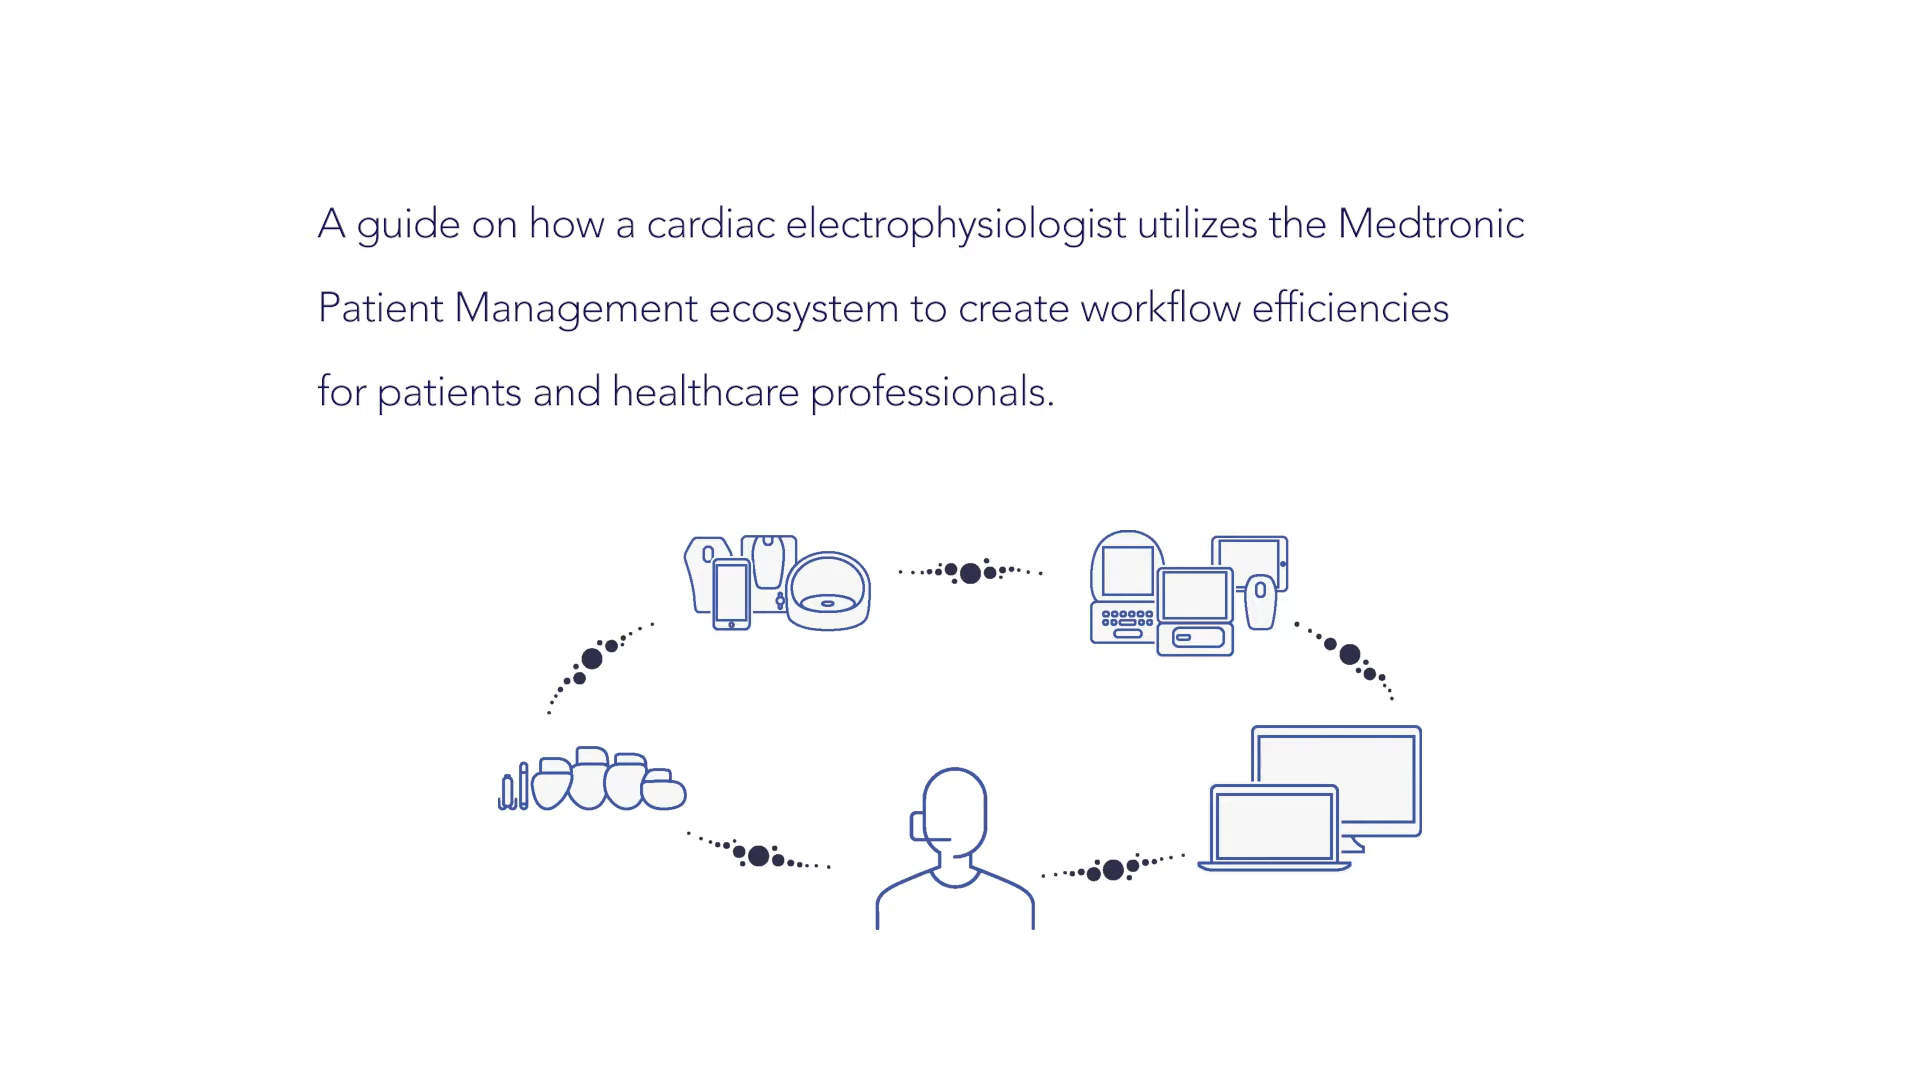 A guide on how a cardiac electrophysiologist utilizes the Medtronic
Patient Management ecosystem to create workflow efficiencies
for patients and healthcare professionals.